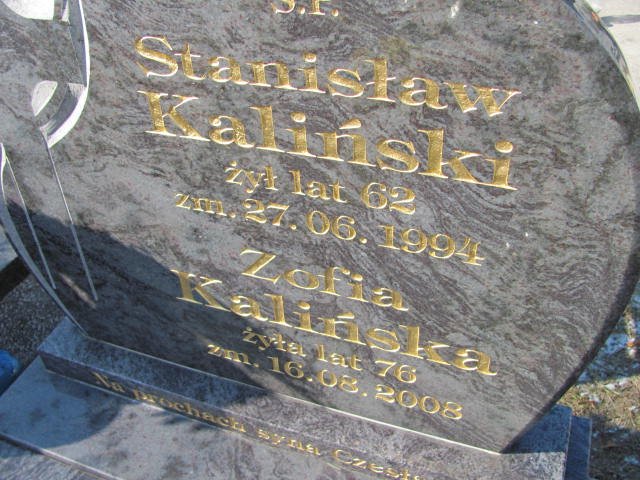 Ś.P.
Stanisław
Kaliński
żył lat 62
zm. 27.06.1994
Zofia
Kalińska
żyła lat 76
zm. 16.08.2008
Na prochach syna